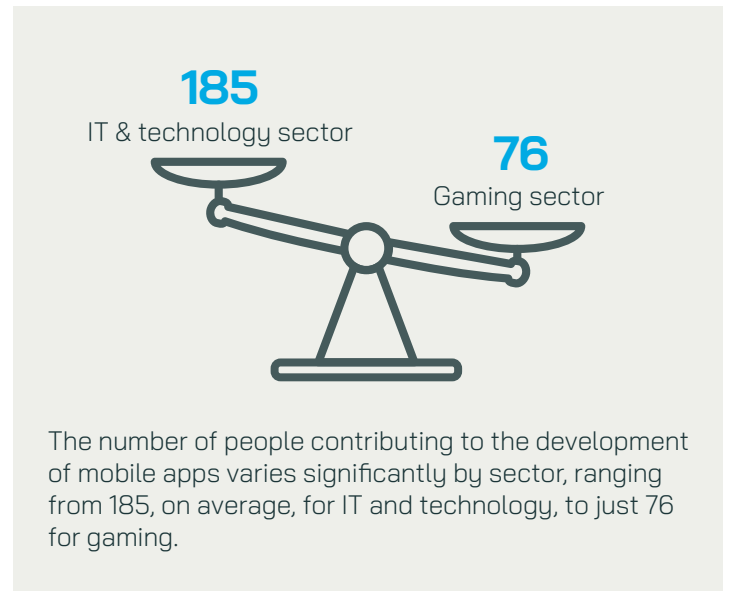 185
IT & technology sector
76
Gaming sector
The number of people contributing to the development
of mobile apps varies significantly by sector, ranging
from 185, on average, for IT and technology, to just 76
for gaming.